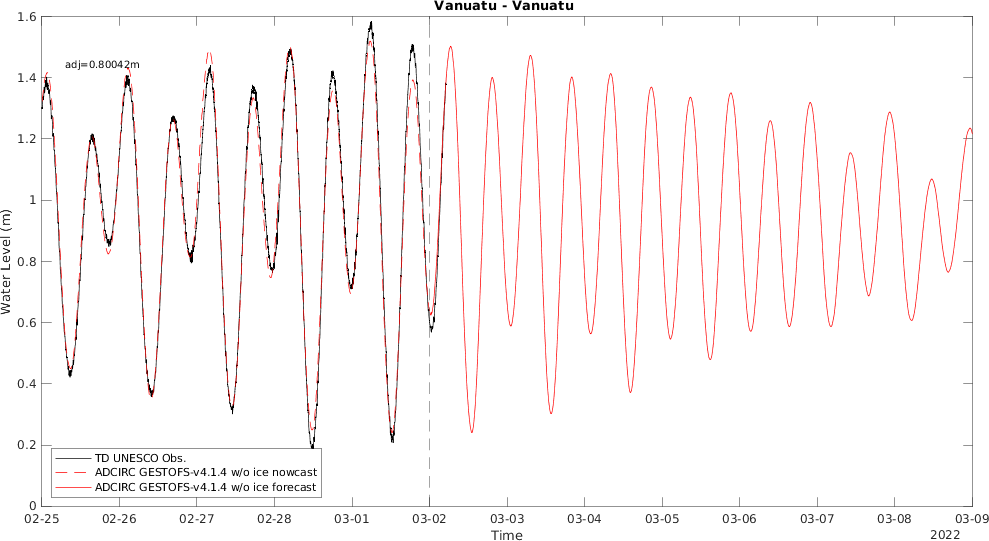 Vanuatu - Vanuatu
adj=0.80042m
Water Level (m)
1.6
1.4
1.2
1
0.8
0.6
0.4
0.2
0
TD UNESCO Obs.
ADCIRC GESTOFS-v4.1.4 w/o ice nowcast
ADCIRC GESTOFS-v4.1.4 w/o ice forecast
02-25 02-26 02-27 02-28 03-01 03-02 03-03 03-04 03-05 03-06 03-07 03-08 03-09
Time
2022